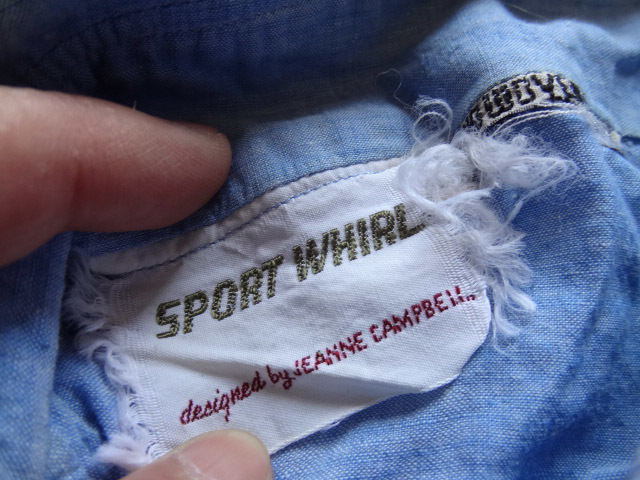 SPORT WHIRL
designed by JEANNE CAMPBELL